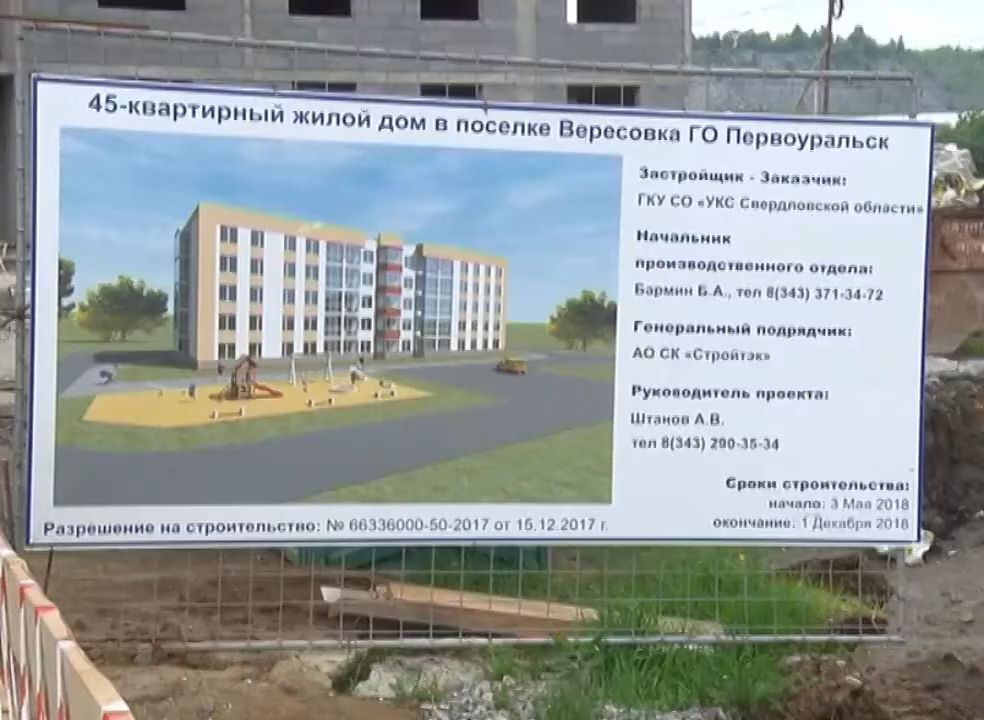 45-квартирный жилой дом в поселке Вересовка ГО Первоуральск
Застройщик - Заказчик:
ГКУ СО «УКС Свердловской области»
Начальник
производственного отдела:
Бармин Б.А., тел 8(343) 371-34-72
Генеральный подрядчик:
АО СК «Стройтэк»
Руководитель проекта:
Штанов А.В.
тел 8(343) 290-35-34
Сроки строительства:
начало: 3 Мая 2018
окончание: 1 Декабря 2018
Разрешение на строительство: № 66336000-50-2017 от 15.12.2017 г.